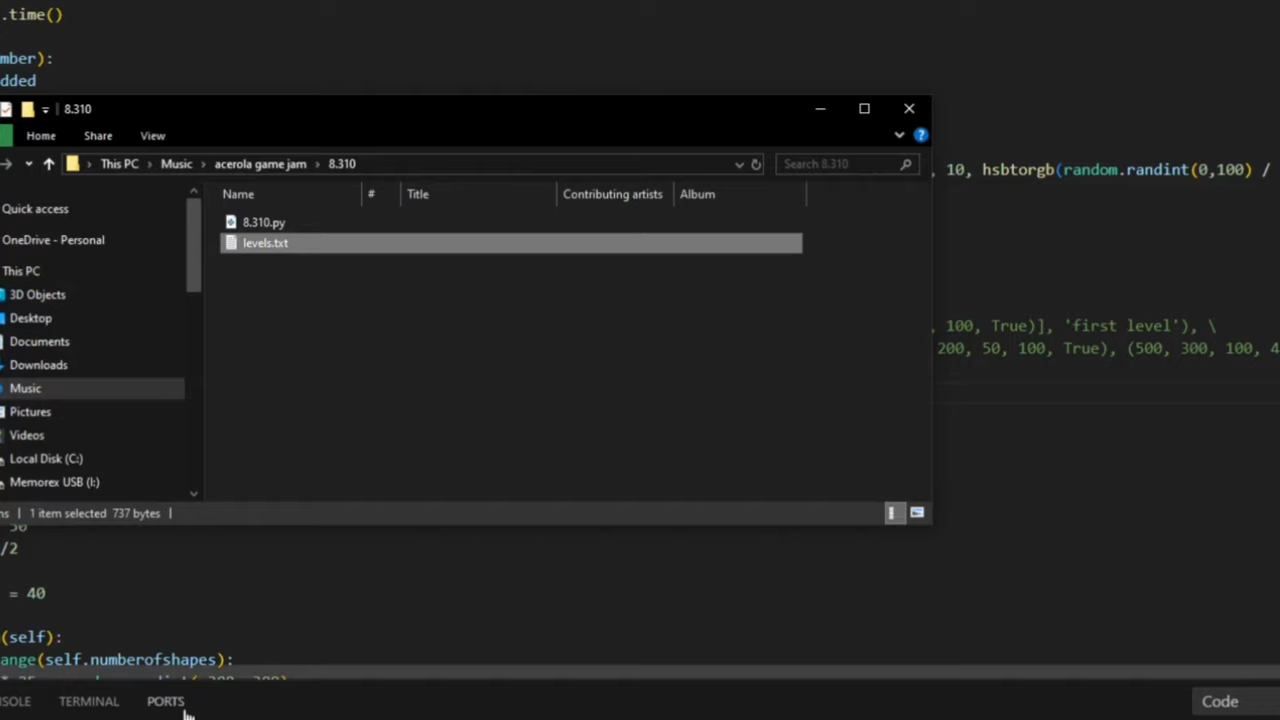 .time()
mber):
dded
8.310
Home Share View
This PC > Music > acerola game jam > 8.310
Search 8.310
, 10, hsbtorgb(random.randint(0,100) /
Name # Title Contributing artists Album
Quick access
8.310.py
OneDrive - Personal
levels.txt
This PC
3D Objects
Desktop
, 100, True)], 'first level'), \
Documents
200, 50, 100, True), (500, 300, 100, 4
Downloads
Music
Pictures
Videos
Local Disk (C:)
Memorex USB (I:)
ns | 1 item selected 737 bytes |
/2
= 40
(self):
ange(self.numberofshapes):
NSOLE TERMINAL PORTS
Code